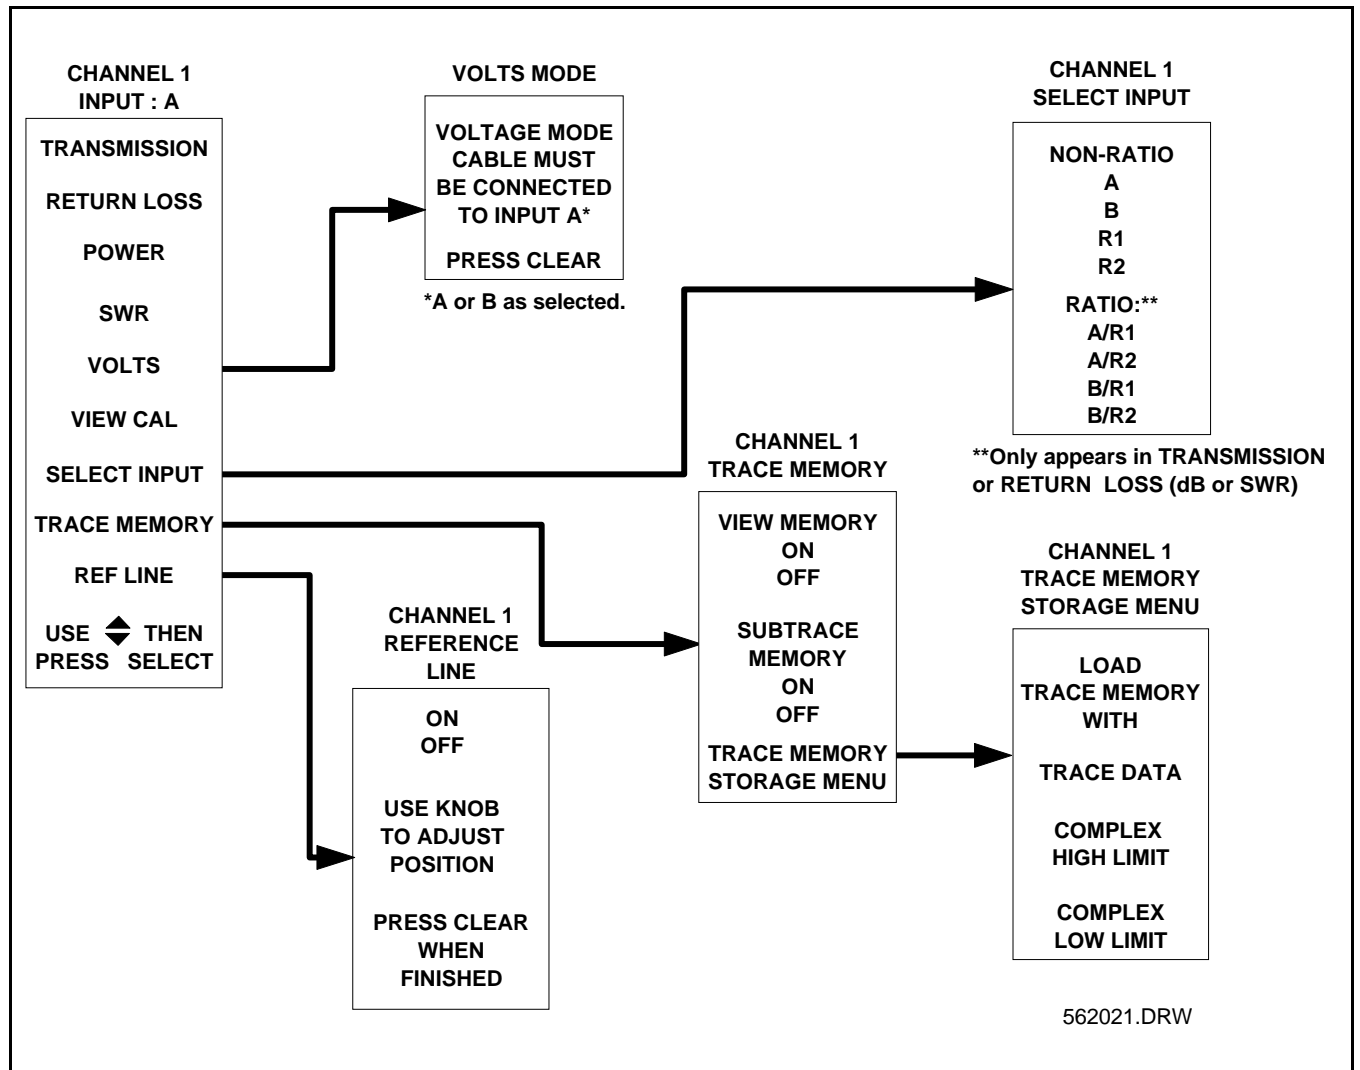 CHANNEL 1
INPUT : A
TRANSMISSION
RETURN LOSS
POWER
SWR
VOLTS
VIEW CAL
SELECT INPUT
TRACE MEMORY
REF LINE
USE THEN
PRESS SELECT
VOLTS MODE
VOLTAGE MODE
CABLE MUST
BE CONNECTED
TO INPUT A*
PRESS CLEAR
*A or B as selected.
CHANNEL 1
SELECT INPUT
NON-RATIO
A
B
R1
R2
RATIO:**
A/R1
A/R2
B/R1
B/R2
**Only appears in TRANSMISSION
or RETURN LOSS (dB or SWR)
CHANNEL 1
REFERENCE
LINE
ON
OFF
USE KNOB
TO ADJUST
POSITION
PRESS CLEAR
WHEN
FINISHED
CHANNEL 1
TRACE MEMORY
VIEW MEMORY
ON
OFF
SUBTRACE
MEMORY
ON
OFF
TRACE MEMORY
STORAGE MENU
CHANNEL 1
TRACE MEMORY
STORAGE MENU
LOAD
TRACE MEMORY
WITH
TRACE DATA
COMPLEX
HIGH LIMIT
COMPLEX
LOW LIMIT
562021.DRW